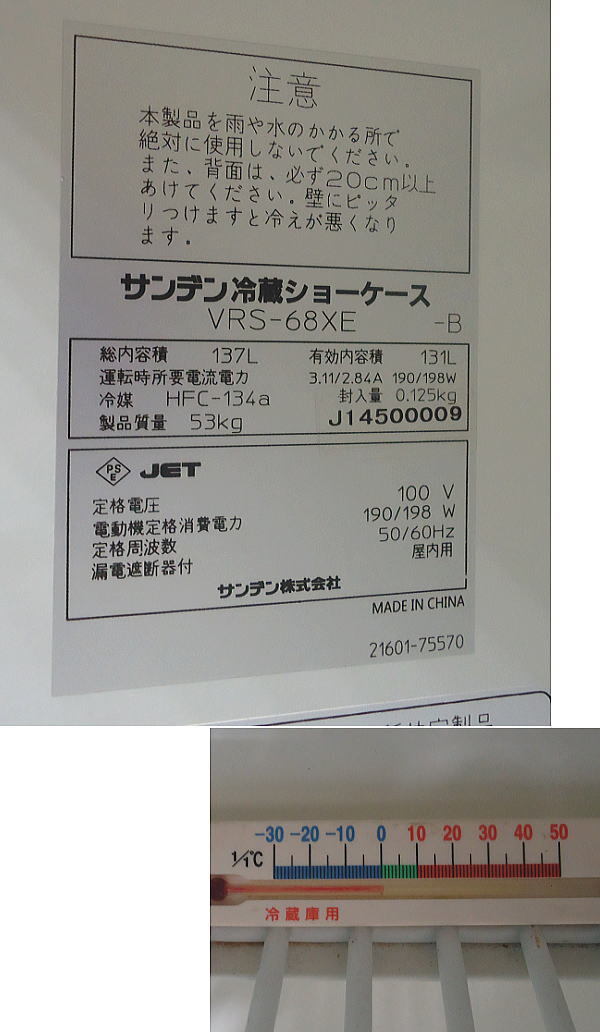 注意
本製品を雨や水のかかる所で
絶対に使用しないでください。
また、背面は、必ず20cm以上
あけてください。壁にピッタ
リつけますと冷えが悪くなり
ます。
サンデン冷蔵ショーケース
VRS-68XE -B
総内容積 137L 有効内容積 131L
運転時所要電流電力 3.11/2.84A 190/198W
冷媒 HFC-134a 封入量 0.125kg
製品質量 53kg J14500009
PSE JET
定格電圧 100 V
電動機定格消費電力 190/198 W
定格周波数 50/60Hz
漏電遮断器付 屋内用
サンデン株式会社
MADE IN CHINA
21601-75570
定製品
-30 -20 -10 0 10 20 30 40 50
1/1℃
冷蔵庫用